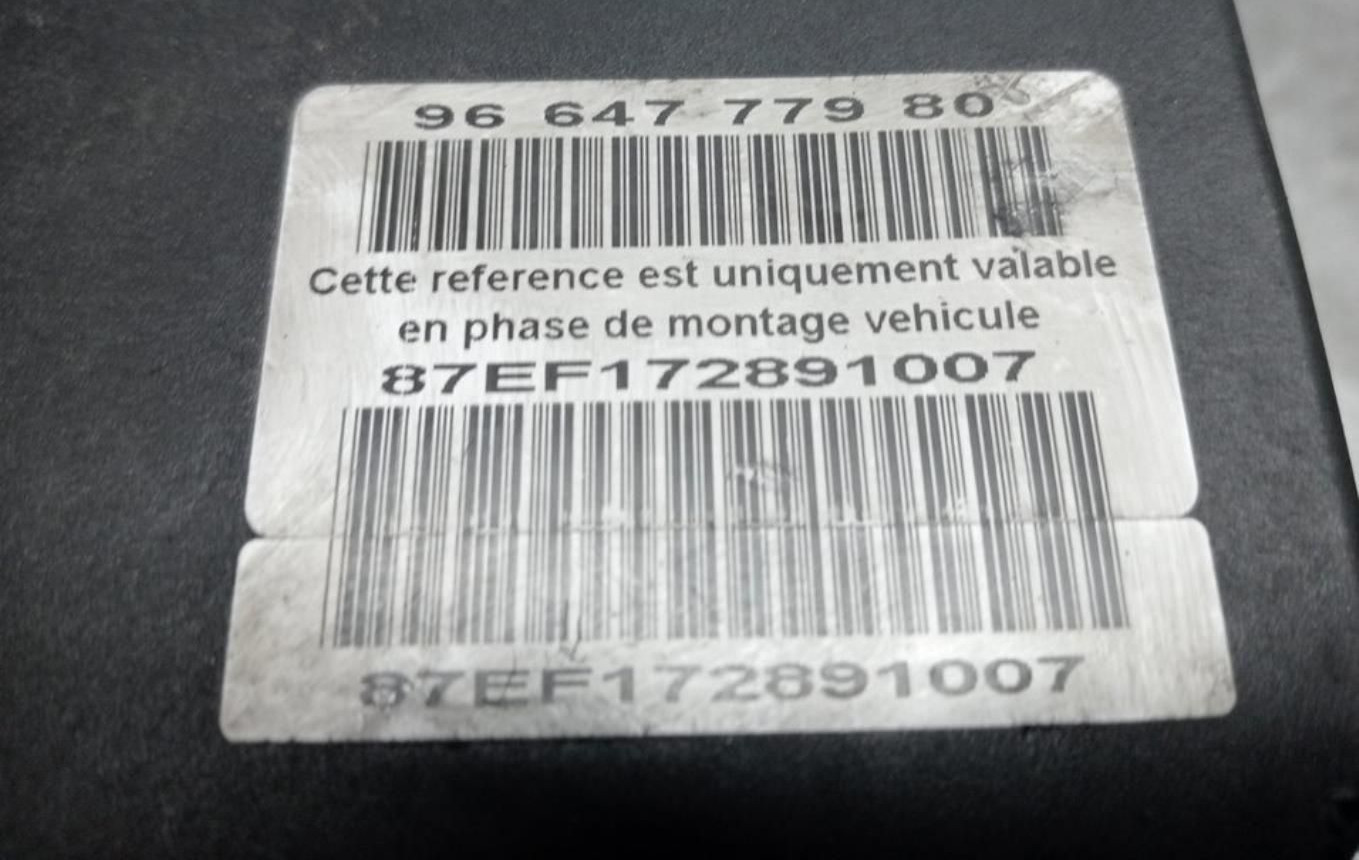 96 647 779 80
Cette reference est uniquement valable
en phase de montage vehicule
87EF172891007
87EF172891007